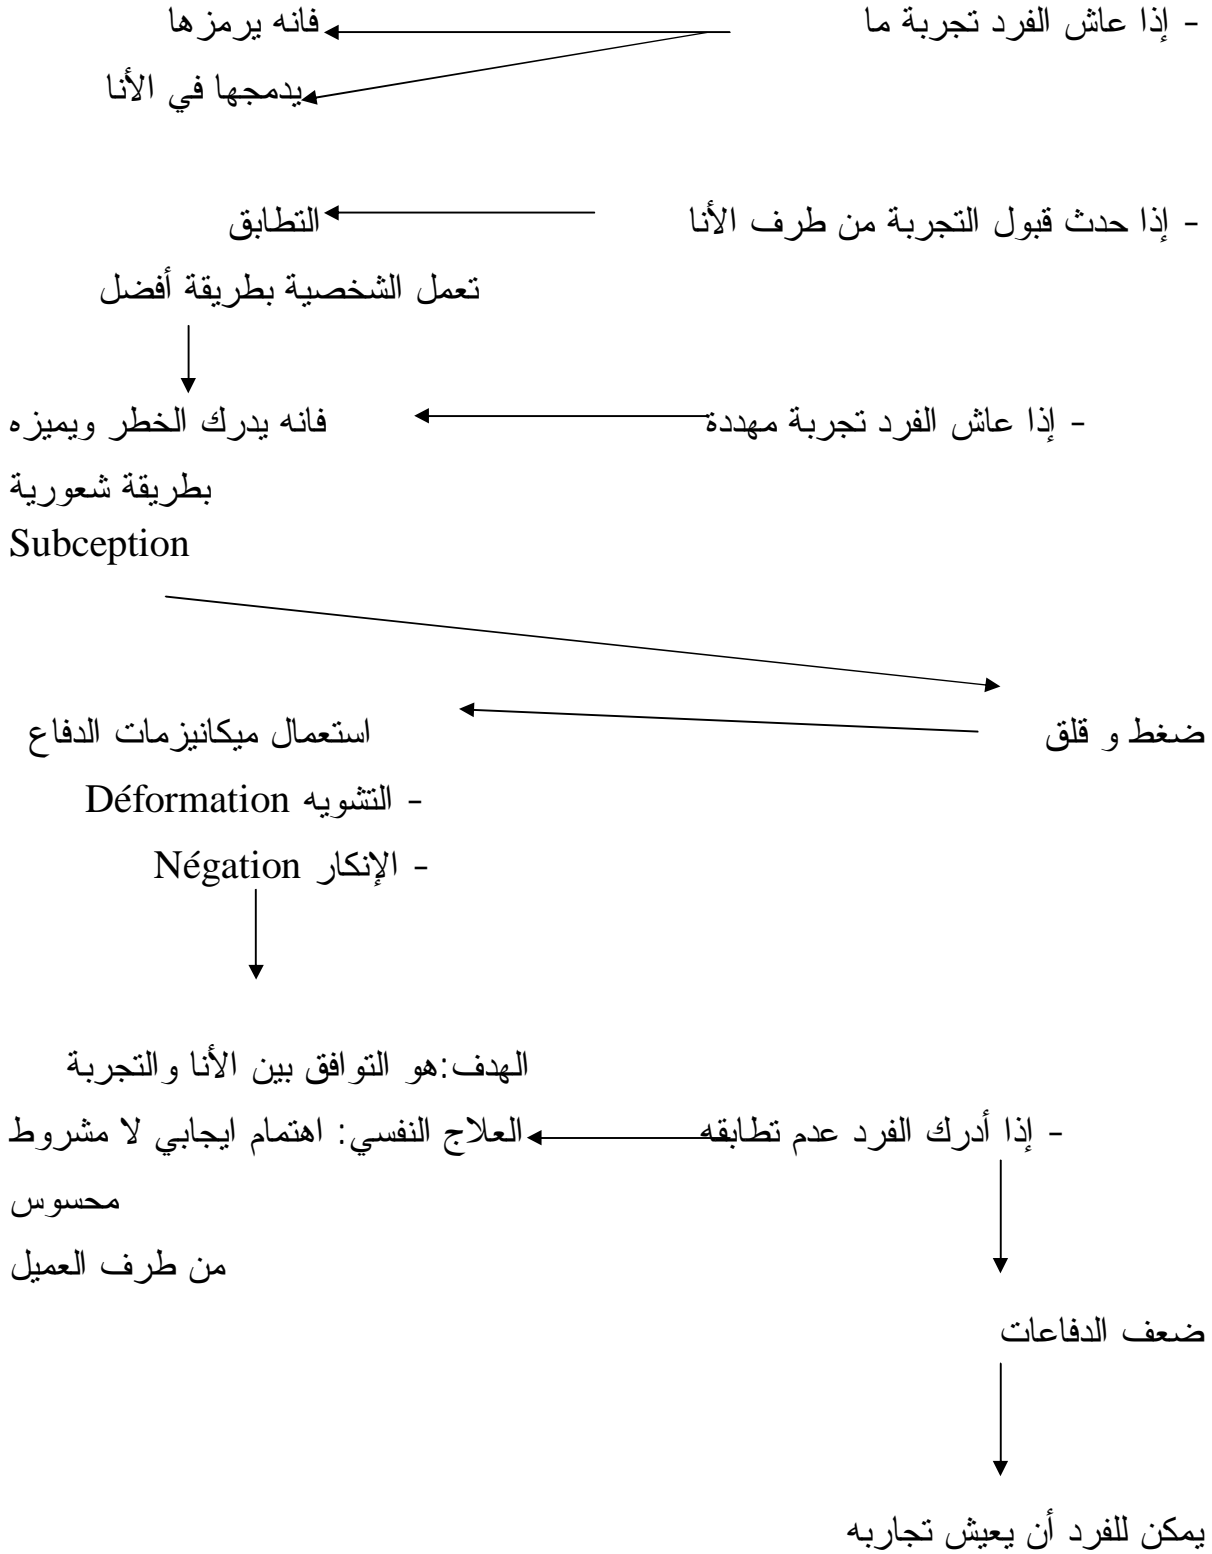 - إذا عاش الفرد تجربة ما فانه يرمزها
يدمجها في الأنا
- إذا حدث قبول التجربة من طرف الأنا التطابق
تعمل الشخصية بطريقة أفضل
- إذا عاش الفرد تجربة مهددة فانه يدرك الخطر ويميزه
بطريقة شعورية
Subception
ضغط و قلق استعمال ميكانيزمات الدفاع
- التشويه Déformation
- الإنكار Négation
الهدف:هو التوافق بين الأنا والتجربة
- إذا أدرك الفرد عدم تطابقه العلاج النفسي: اهتمام ايجابي لا مشروط
محسوس
من طرف العميل
ضعف الدفاعات
يمكن للفرد أن يعيش تجاربه